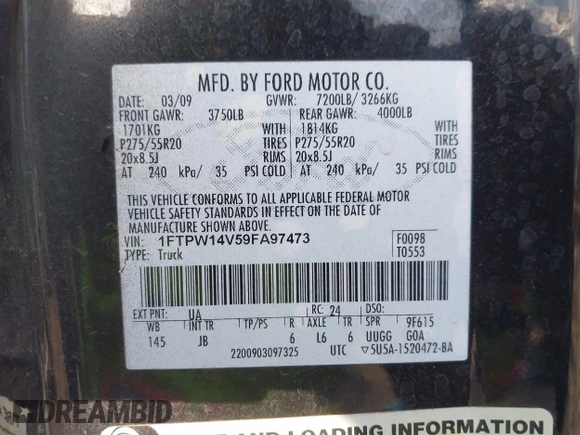 MFD. BY FORD MOTOR CO.
DATE: 03/09 GVWR: 7200LB/ 3266KG
FRONT GAWR: 3750LB REAR GAWR: 4000LB
1701KG WITH 1814KG WITH
P275/55R20 TIRES P275/55R20 TIRES
20x8.5J RIMS 20x8.5J RIMS
AT 240 kPa/ 35 PSI COLD AT 240 kPa/ 35 PSI COLD
THIS VEHICLE CONFORMS TO ALL APPLICABLE FEDERAL MOTOR
VEHICLE SAFETY STANDARDS IN EFFECT ON THE DATE OF
MANUFACTURE SHOWN ABOVE.
VIN: 1FTPW14V59FA97473 F0098
TYPE: Truck T0553
EXT PNT: UA RC: 24 DSO:
WB INT TR TP/PS R AXLE TR SPR 9F615
145 JB 6 L6 6 UUGG G0A
2200903097325 UTC ▽5U5A-1520472-BA
DREAMBID
AND LOADING INFORMATION